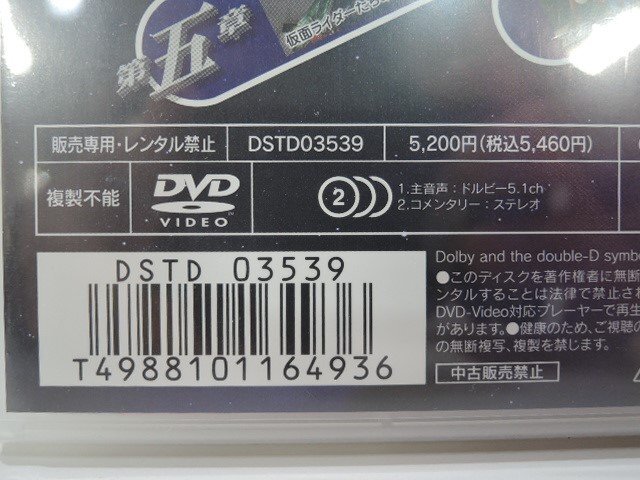 第五章
仮面ライダーたち
販売専用・レンタル禁止
DSTD03539
5,200円(税込5,460円)
複製不能
DVD
VIDEO
2
1.主音声：ドルビー5.1ch
2.コメンタリー：ステレオ
DSTD 03539
T4988101164936
Dolby and the double-D symbo
●このディスクを著作権者に無断
ンタルすることは法律で禁止され
DVD-Video対応プレーヤーで再生
があります。●健康のため、ご視聴の
の無断複写、複製を禁じます。
中古販売禁止